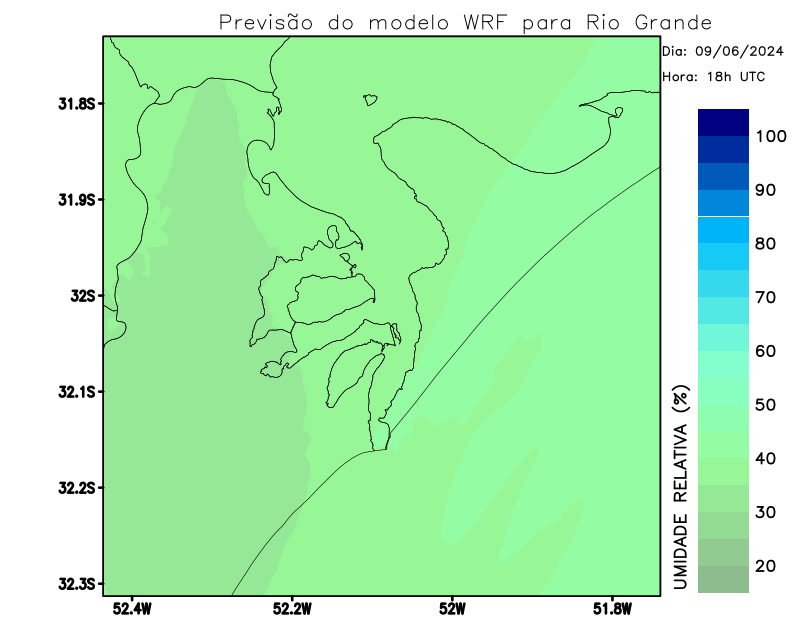 Previsão do modelo WRF para Rio Grande
Dia: 09/06/2024
Hora: 18h UTC
31.8S
31.9S
32S
32.1S
32.2S
32.3S
52.4W
52.2W
52W
51.8W
UMIDADE RELATIVA (%)
100
90
80
70
60
50
40
30
20